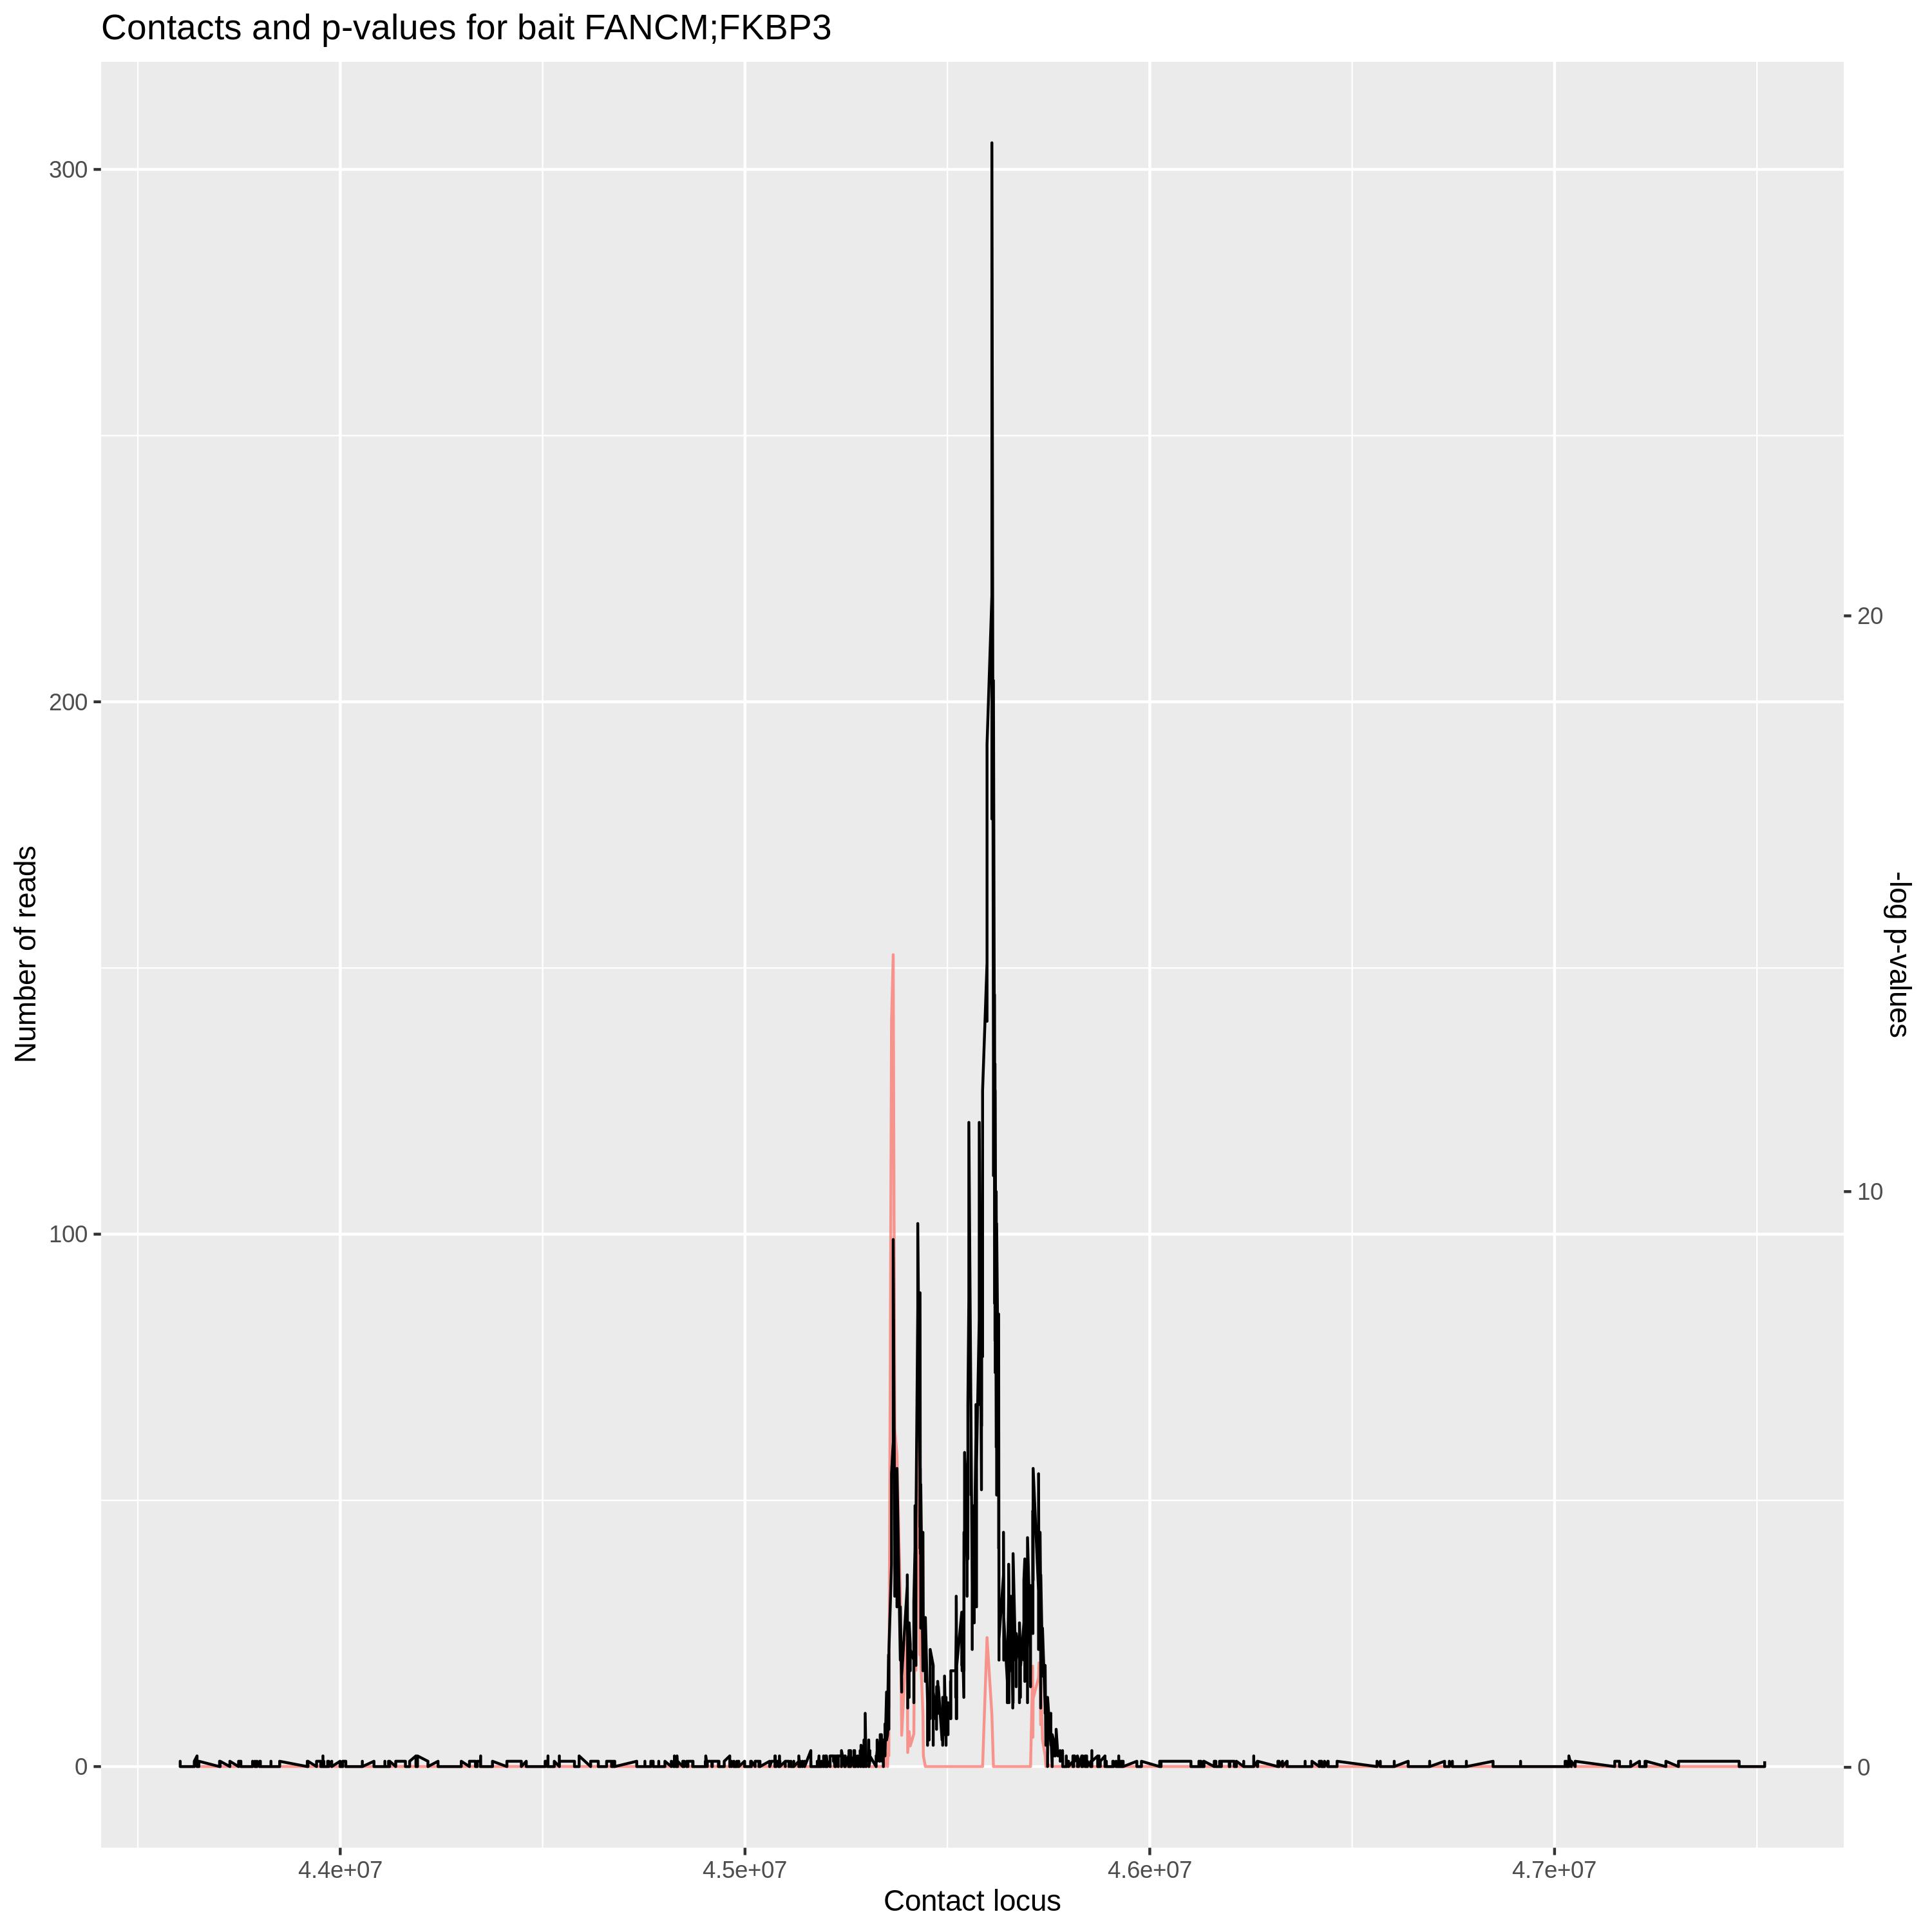 Contacts and p-values for bait FANCM;FKBP3
300
200
100
0
Number of reads
20
10
0
-log p-values
4.4e+07
4.5e+07
4.6e+07
4.7e+07
Contact locus